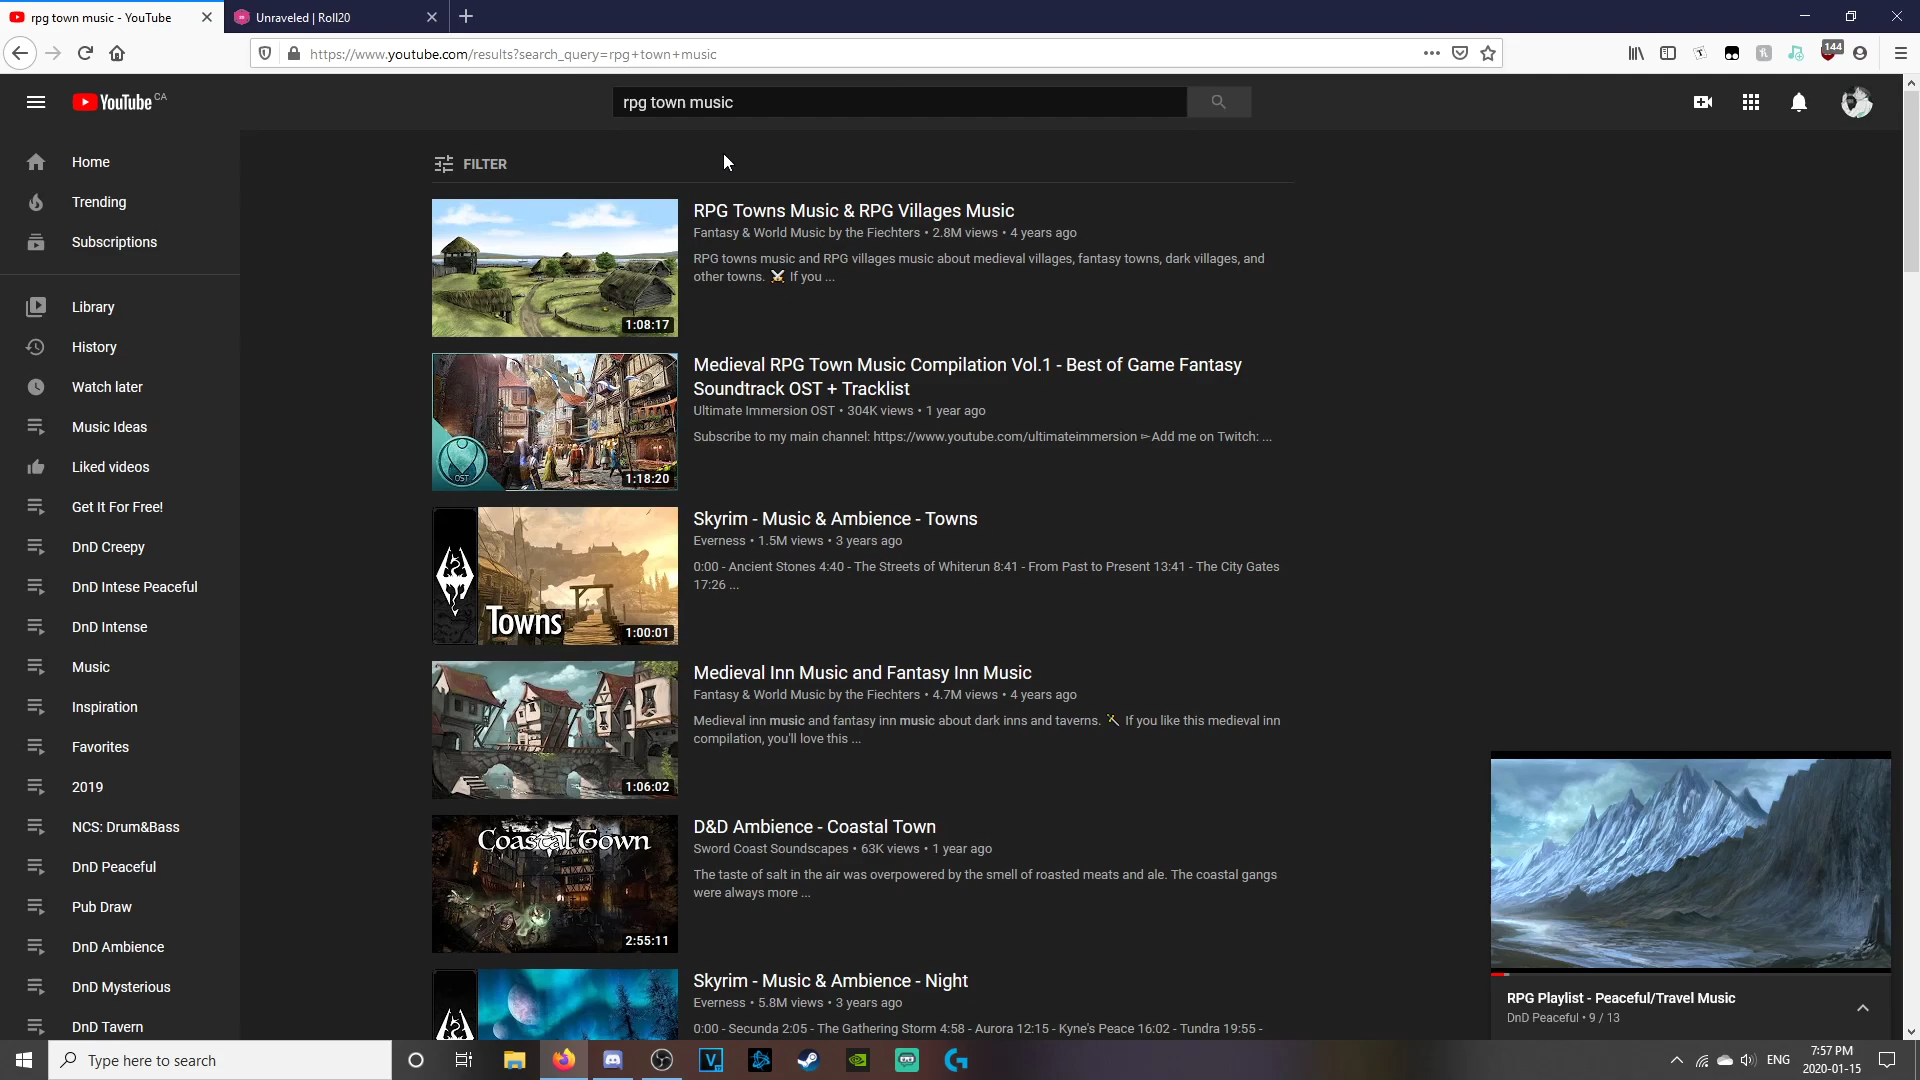 rpg town music - YouTube
Unraveled | Roll20
https://www.youtube.com/results?search_query=rpg+town+music
144
YouTube CA
rpg town music
Home
Trending
Subscriptions
Library
History
Watch later
Music Ideas
Liked videos
Get It For Free!
DnD Creepy
DnD Intese Peaceful
DnD Intense
Music
Inspiration
Favorites
2019
NCS: Drum&Bass
DnD Peaceful
Pub Draw
DnD Ambience
DnD Mysterious
DnD Tavern
FILTER
1:08:17
RPG Towns Music & RPG Villages Music
Fantasy & World Music by the Fiechters • 2.8M views • 4 years ago
RPG towns music and RPG villages music about medieval villages, fantasy towns, dark villages, and
other towns. ⚔️ If you ...
OST
1:18:20
Medieval RPG Town Music Compilation Vol.1 - Best of Game Fantasy
Soundtrack OST + Tracklist
Ultimate Immersion OST • 304K views • 1 year ago
Subscribe to my main channel: https://www.youtube.com/ultimateimmersion ➳Add me on Twitch: ...
Towns
1:00:01
Skyrim - Music & Ambience - Towns
Everness • 1.5M views • 3 years ago
0:00 - Ancient Stones 4:40 - The Streets of Whiterun 8:41 - From Past to Present 13:41 - The City Gates
17:26 ...
1:06:02
Medieval Inn Music and Fantasy Inn Music
Fantasy & World Music by the Fiechters • 4.7M views • 4 years ago
Medieval inn music and fantasy inn music about dark inns and taverns. 🗡️ If you like this medieval inn
compilation, you'll love this ...
Coastal Town
2:55:11
D&D Ambience - Coastal Town
Sword Coast Soundscapes • 63K views • 1 year ago
The taste of salt in the air was overpowered by the smell of roasted meats and ale. The coastal gangs
were always more ...
Skyrim - Music & Ambience - Night
Everness • 5.8M views • 3 years ago
0:00 - Secunda 2:05 - The Gathering Storm 4:58 - Aurora 12:15 - Kyne's Peace 16:02 - Tundra 19:55 -
RPG Playlist - Peaceful/Travel Music
DnD Peaceful • 9 / 13
Type here to search
ENG
7:57 PM
2020-01-15